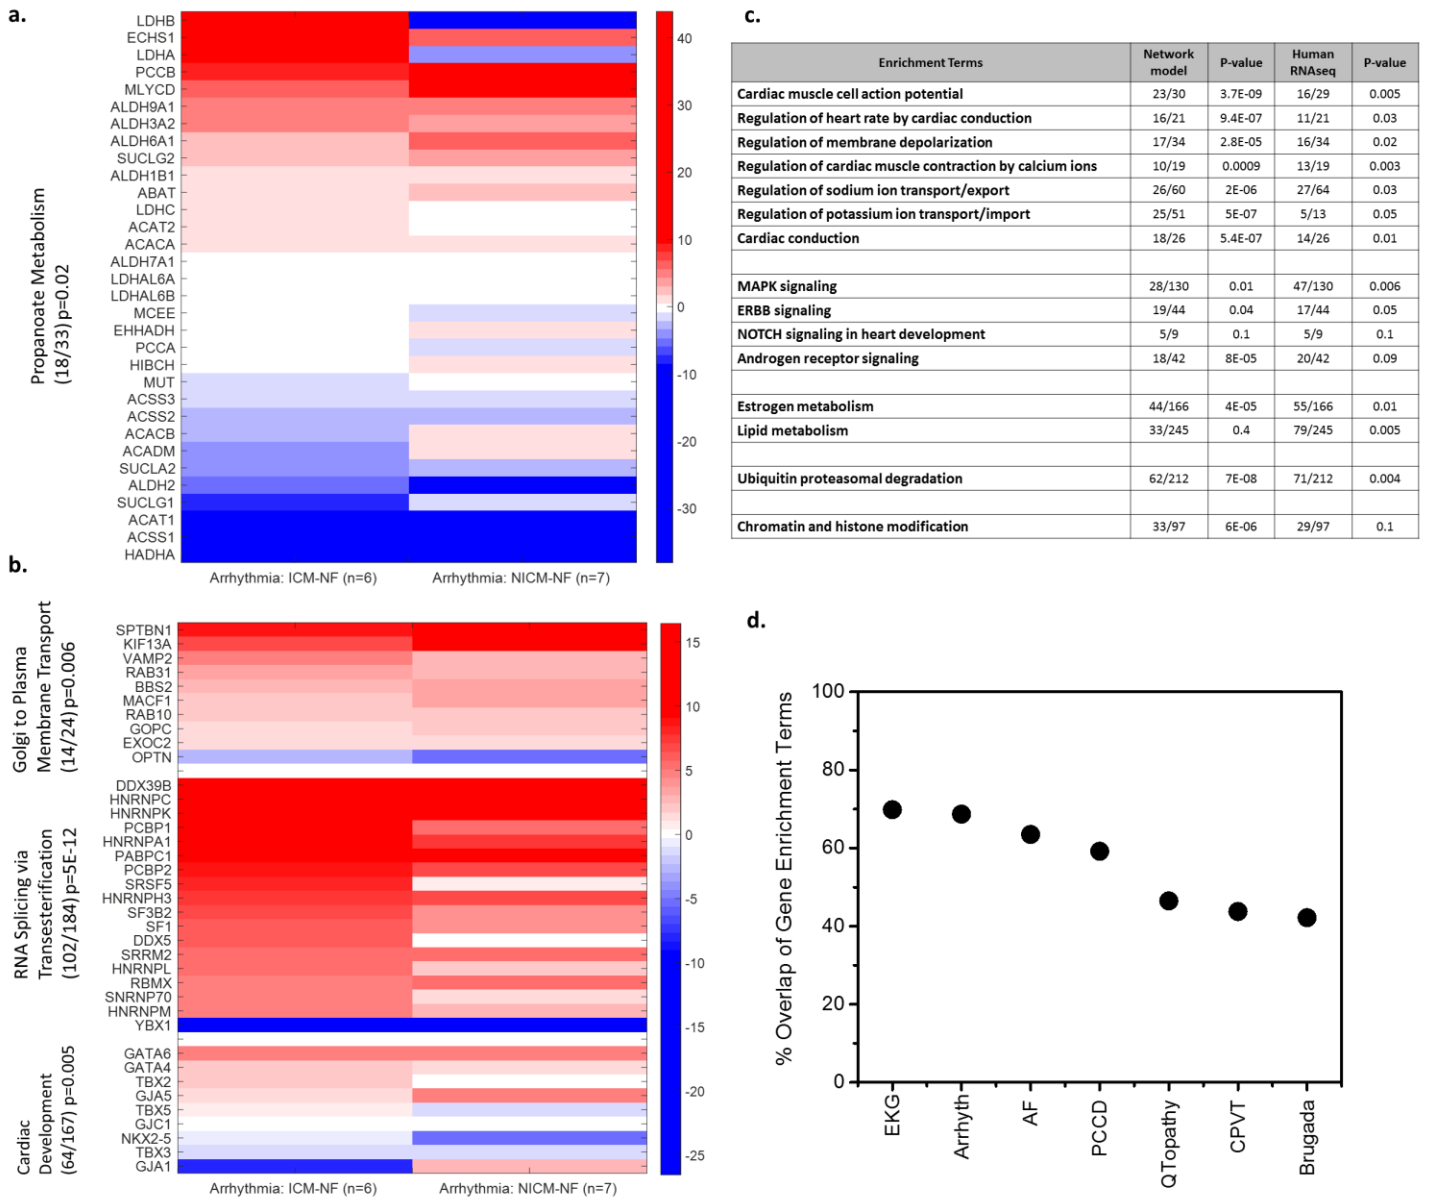 a.
Propanoate Metabolism
(18/33) p=0.02
LDHB
ECHS1
LDHA
PCCB
MLYCD
ALDH9A1
ALDH3A2
ALDH6A1
SUCLG2
ALDH1B1
ABAT
LDHC
ACAT2
ACACA
ALDH7A1
LDHAL6A
LDHAL6B
MCEE
EHHADH
PCCA
HIBCH
MUT
ACSS3
ACSS2
ACACB
ACADM
SUCLA2
ALDH2
SUCLG1
ACAT1
ACSS1
HADHA
40
30
20
10
0
-10
-20
-30
Arrhythmia: ICM-NF (n=6) Arrhythmia: NICM-NF (n=7)
b.
Golgi to Plasma
Membrane Transport
(14/24) p=0.006
SPTBN1
KIF13A
VAMP2
RAB31
BBS2
MACF1
RAB10
GOPC
EXOC2
OPTN
RNA Splicing via
Transesterification
(102/184) p=5E-12
DDX39B
HNRNPC
HNRNPK
PCBP1
HNRNPA1
PABPC1
PCBP2
SRSF5
HNRNPH3
SF3B2
SF1
DDX5
SRRM2
HNRNPL
RBMX
SNRNP70
HNRNPM
YBX1
Cardiac
Development
(64/167) p=0.005
GATA6
GATA4
TBX2
GJA5
TBX5
GJC1
NKX2-5
TBX3
GJA1
15
10
5
0
-5
-10
-15
-20
-25
Arrhythmia: ICM-NF (n=6) Arrhythmia: NICM-NF (n=7)
c.
Enrichment Terms Network model P-value Human RNAseq P-value
Cardiac muscle cell action potential 23/30 3.7E-09 16/29 0.005
Regulation of heart rate by cardiac conduction 16/21 9.4E-07 11/21 0.03
Regulation of membrane depolarization 17/34 2.8E-05 16/34 0.02
Regulation of cardiac muscle contraction by calcium ions 10/19 0.0009 13/19 0.003
Regulation of sodium ion transport/export 26/60 2E-06 27/64 0.03
Regulation of potassium ion transport/import 25/51 5E-07 5/13 0.05
Cardiac conduction 18/26 5.4E-07 14/26 0.01
MAPK signaling 28/130 0.01 47/130 0.006
ERBB signaling 19/44 0.04 17/44 0.05
NOTCH signaling in heart development 5/9 0.1 5/9 0.1
Androgen receptor signaling 18/42 8E-05 20/42 0.09
Estrogen metabolism 44/166 4E-05 55/166 0.01
Lipid metabolism 33/245 0.4 79/245 0.005
Ubiquitin proteasomal degradation 62/212 7E-08 71/212 0.004
Chromatin and histone modification 33/97 6E-06 29/97 0.1
d.
% Overlap of Gene Enrichment Terms
100
80
60
40
20
0
EKG
Arrhyth
AF
PCCD
QTopathy
CPVT
Brugada